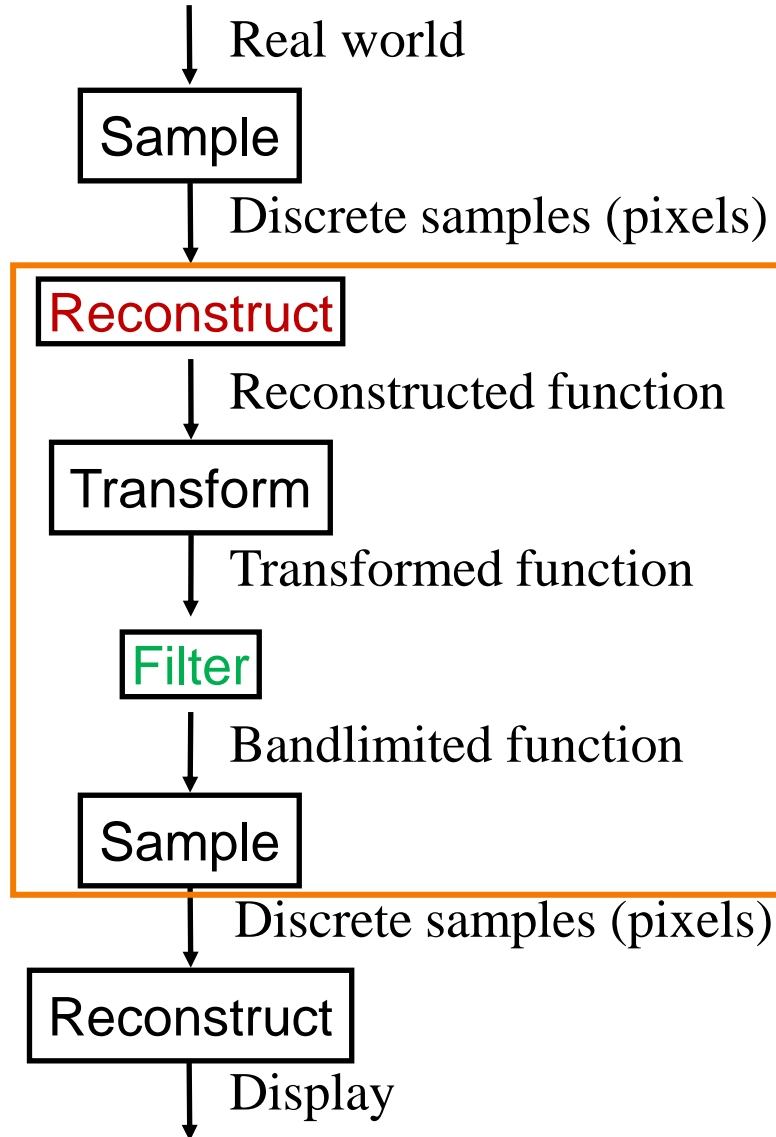 Real world
Sample
Discrete samples (pixels)
Reconstruct
Reconstructed function
Transform
Transformed function
Filter
Bandlimited function
Sample
Discrete samples (pixels)
Reconstruct
Display